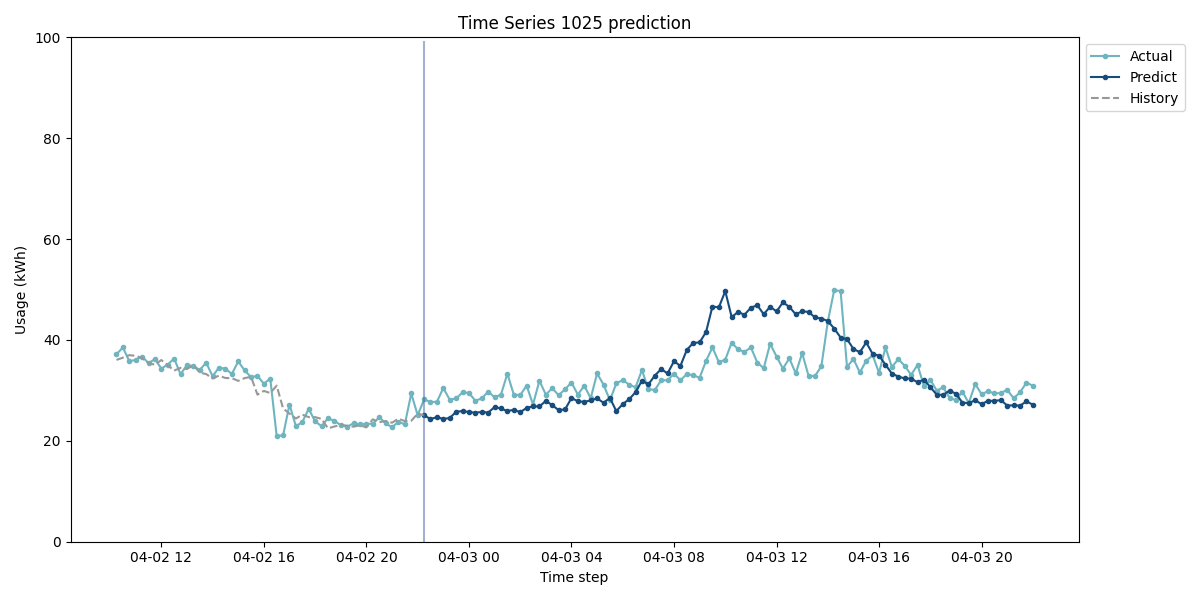 Time Series 1025 prediction
100
80
60
40
20
0
Usage (kWh)
04-02 12
04-02 16
04-02 20
04-03 00
04-03 04
04-03 08
04-03 12
04-03 16
04-03 20
Time step
Actual
Predict
History